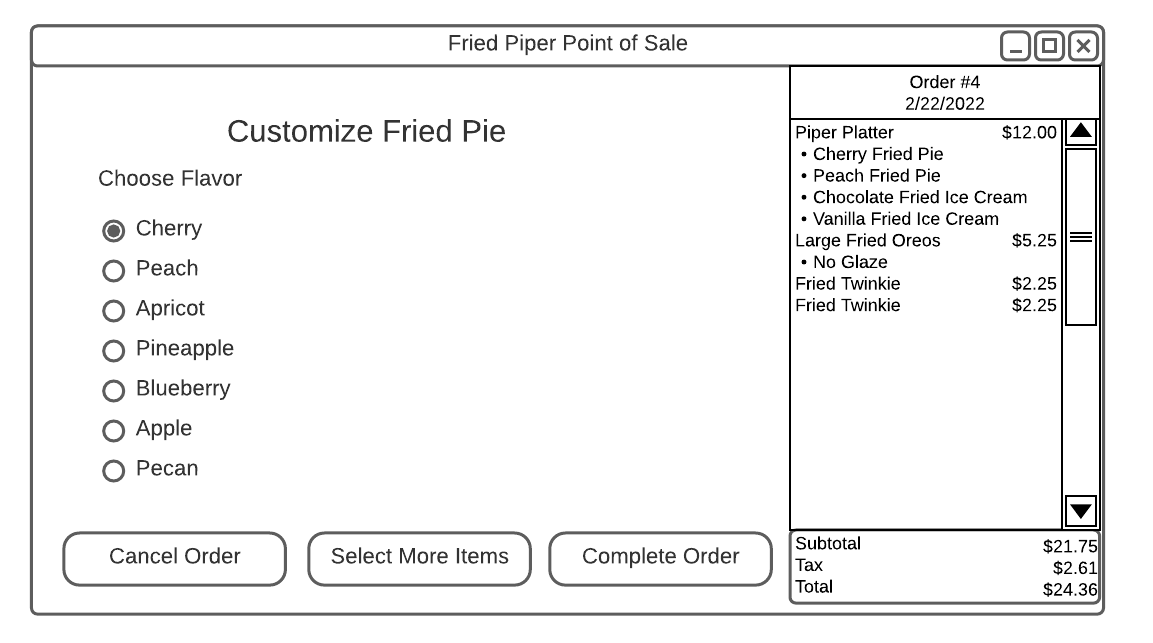 Fried Piper Point of Sale
Customize Fried Pie
Choose Flavor
Cherry
Peach
Apricot
Pineapple
Blueberry
Apple
Pecan
Cancel Order
Select More Items
Complete Order
Order #4
2/22/2022
Piper Platter $12.00
• Cherry Fried Pie
• Peach Fried Pie
• Chocolate Fried Ice Cream
• Vanilla Fried Ice Cream
Large Fried Oreos $5.25
• No Glaze
Fried Twinkie $2.25
Fried Twinkie $2.25
Subtotal $21.75
Tax $2.61
Total $24.36